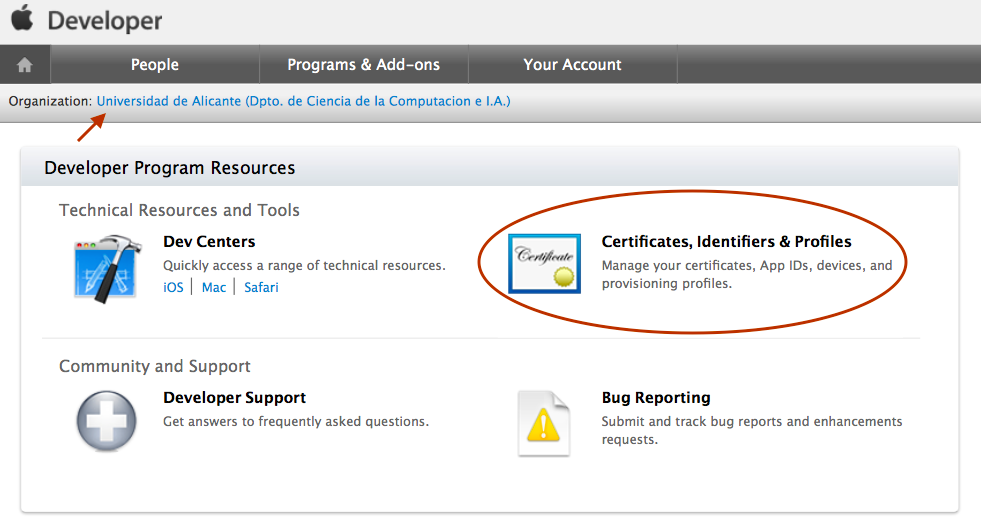 Developer
People
Programs & Add-ons
Your Account
Organization: Universidad de Alicante (Dpto. de Ciencia de la Computacion e I.A.)
Developer Program Resources
Technical Resources and Tools
Dev Centers
Quickly access a range of technical resources.
iOS | Mac | Safari
Certificate
Certificates, Identifiers & Profiles
Manage your certificates, App IDs, devices, and
provisioning profiles.
Community and Support
Developer Support
Get answers to frequently asked questions.
Bug Reporting
Submit and track bug reports and enhancements
requests.